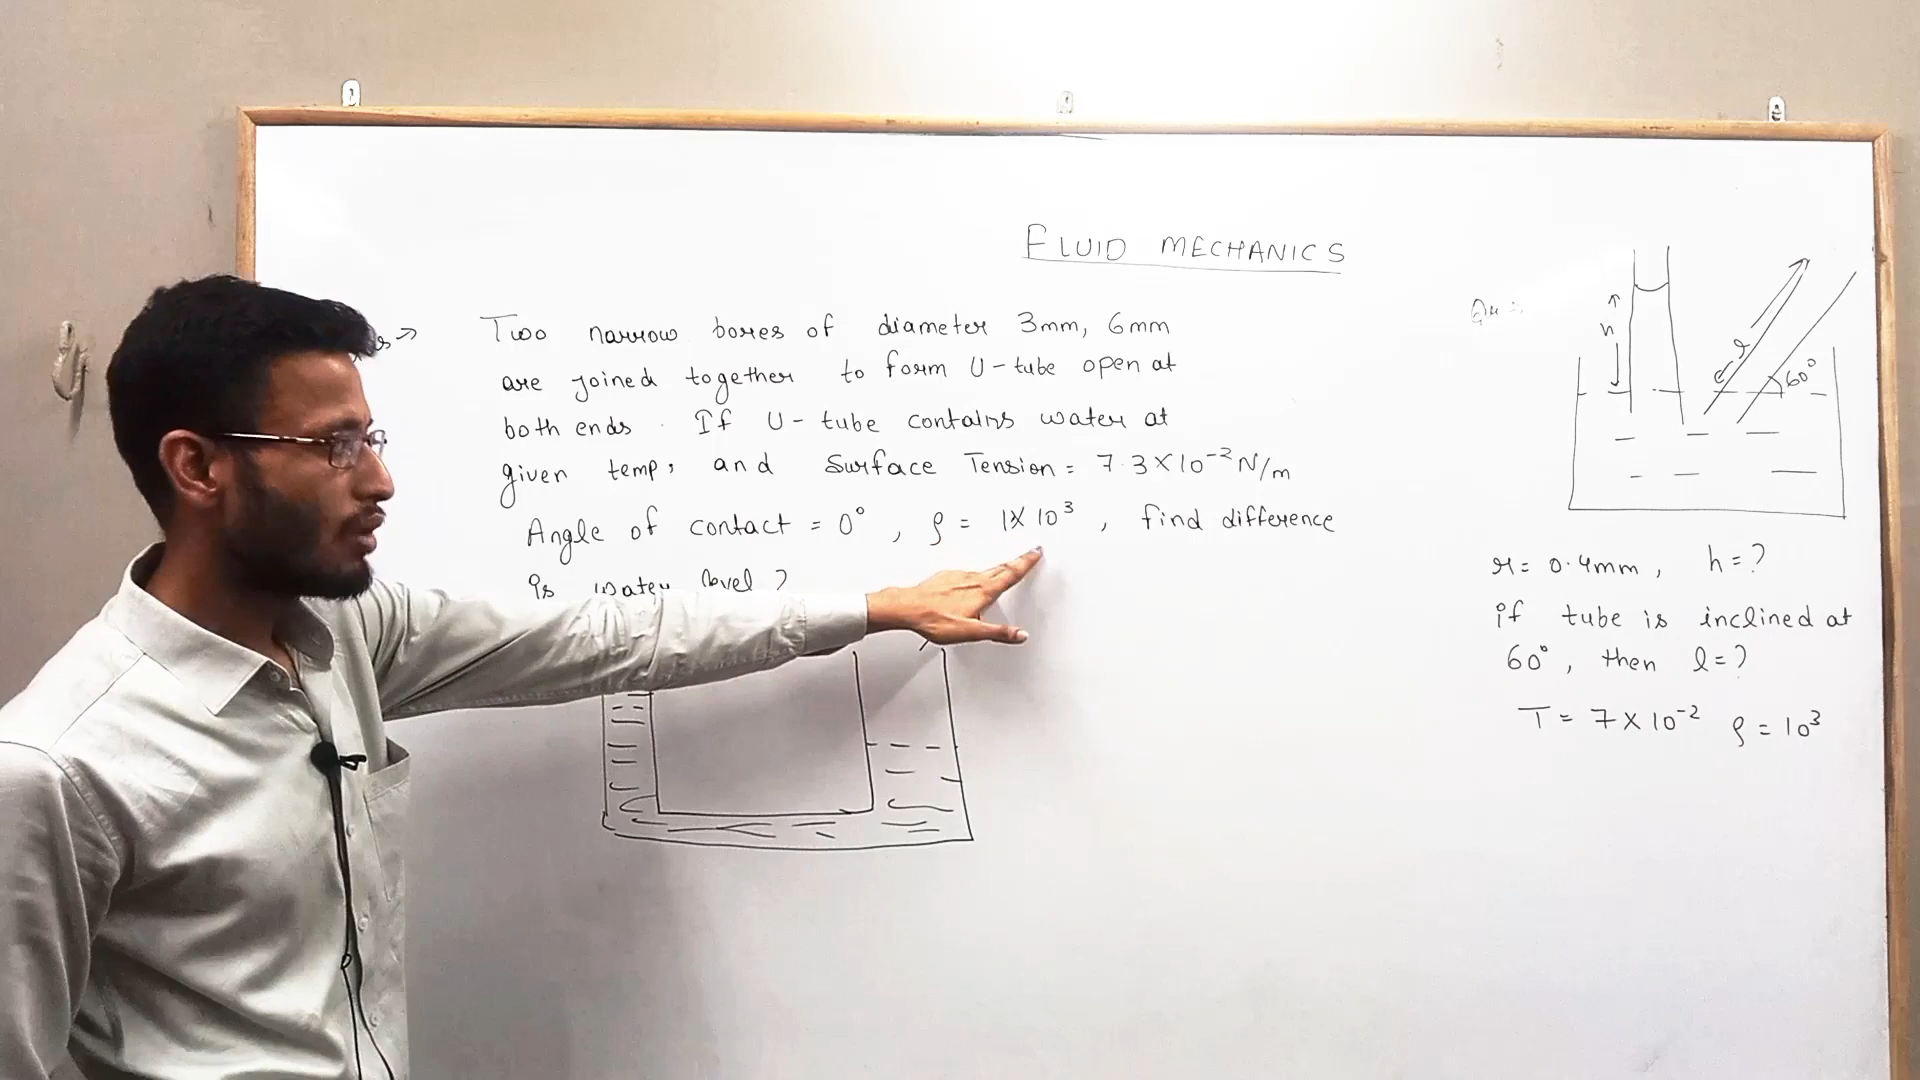 FLUID MECHANICS
Two narrow bores of diameter 3mm, 6mm
are joined together to form U-tube open at
both ends. If U-tube contains water at
given temp, and Surface Tension = 7.3×10⁻²N/m
Angle of contact = 0°, ρ = 1×10³, find difference
is water level?
Qu:
h
l
60°
r = 0.4mm, h=?
if tube is inclined at
60°, then l=?
T = 7×10⁻² ρ = 10³